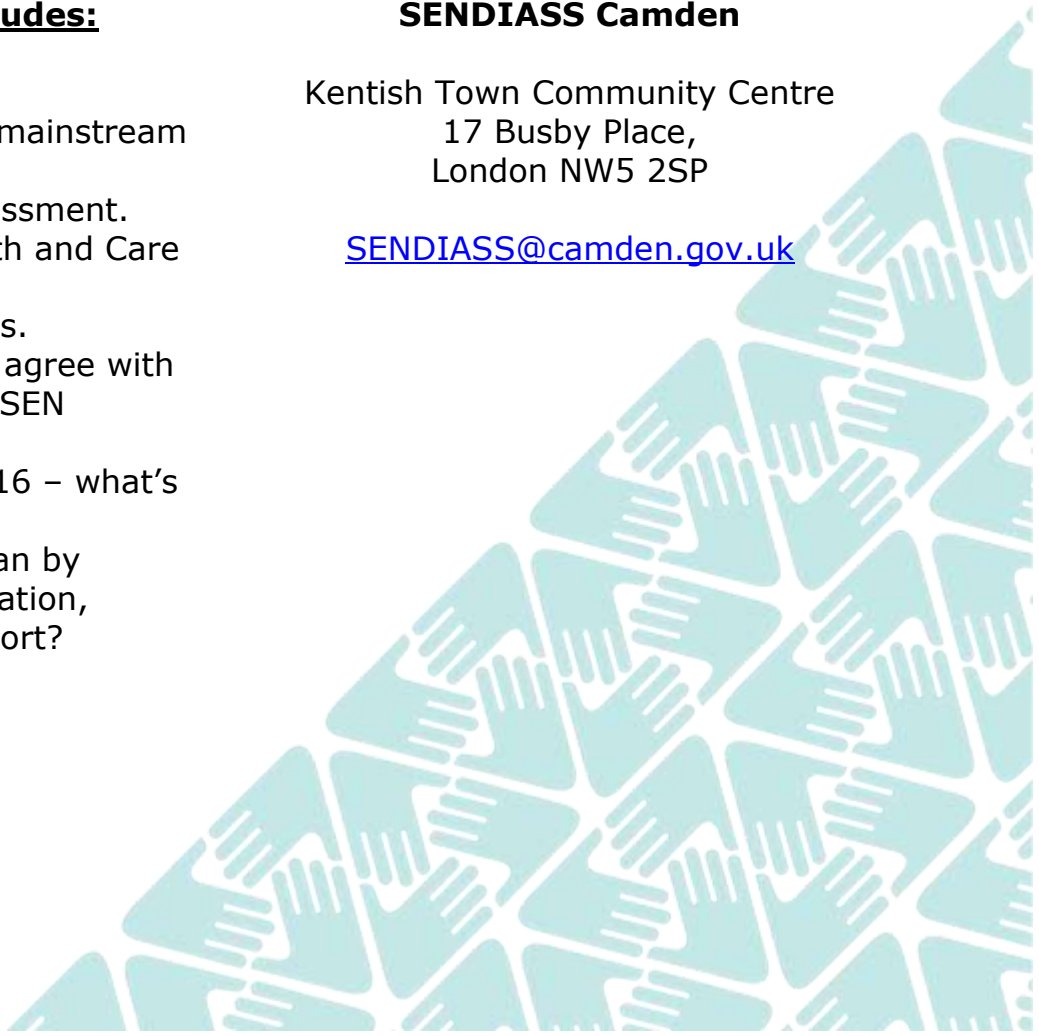 udes:
mainstream
essment.
th and Care
s.
agree with
SEN
16 – what's
an by
ation,
ort?
SENDIASS Camden
Kentish Town Community Centre
17 Busby Place,
London NW5 2SP
SENDIASS@camden.gov.uk